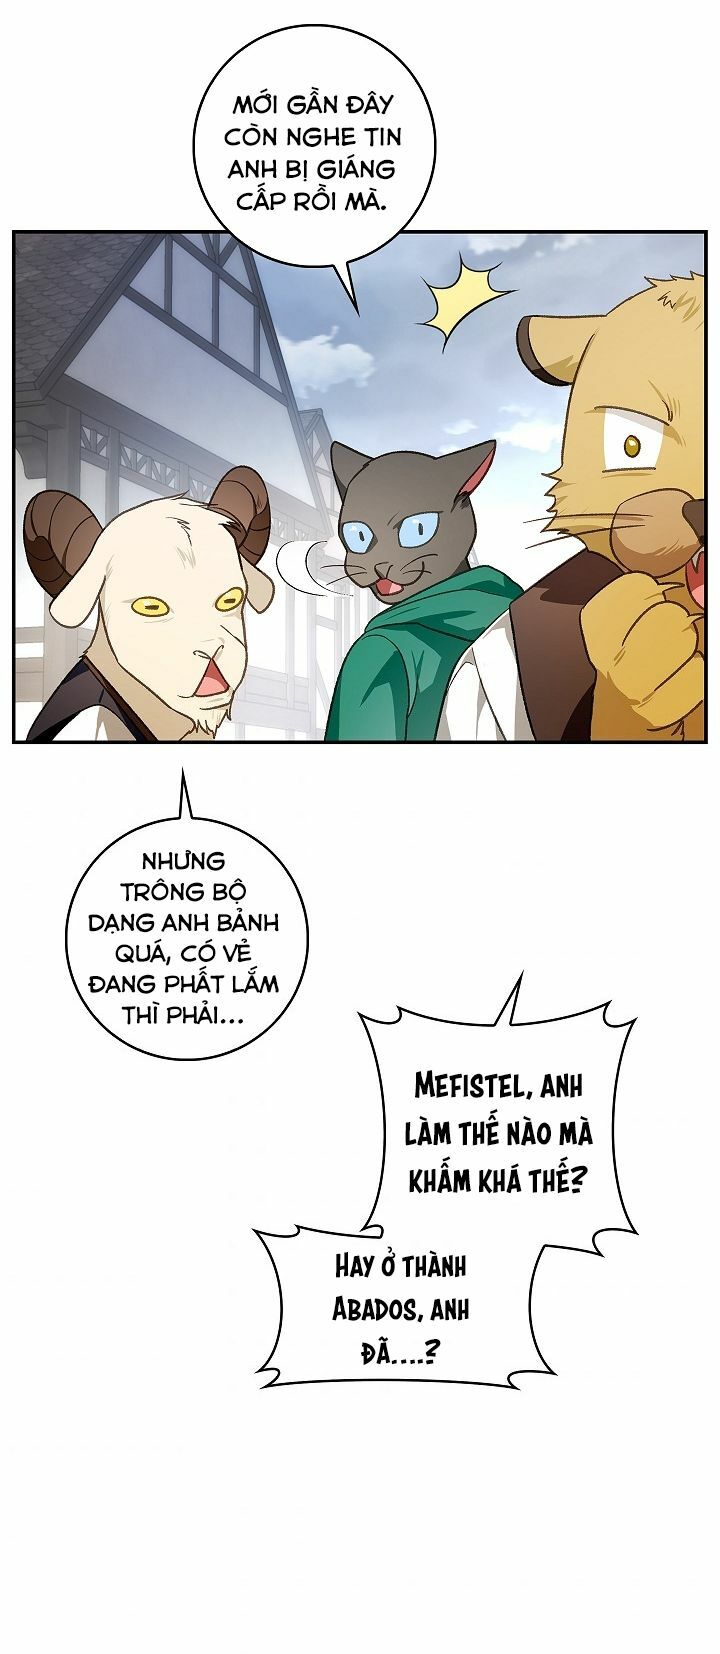 MỚI GẦN ĐÂY
CÒN NGHE TIN
ANH BỊ GIÁNG
CẤP RỒI MÀ.
NHƯNG
TRÔNG BỘ
DẠNG ANH BẢNH
QUÁ, CÓ VẺ
ĐANG PHẤT LẮM
THÌ PHẢI...
MEFISTEL, ANH
LÀM THẾ NÀO MÀ
KHẤM KHÁ THẾ?
HAY Ở THÀNH
ABADOS, ANH
ĐÃ....?